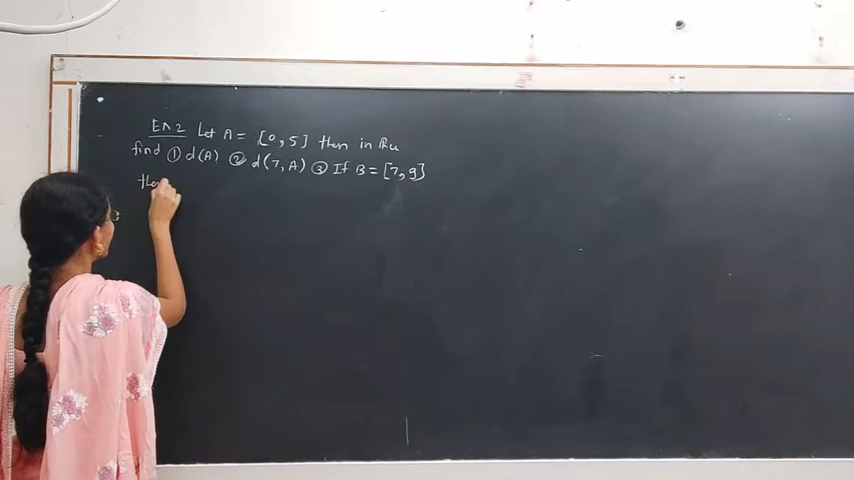 Ex 2 Let A = [0, 5] then in Ru
find ① d(A) ② d(7, A) ③ If B = [7, 9]
the